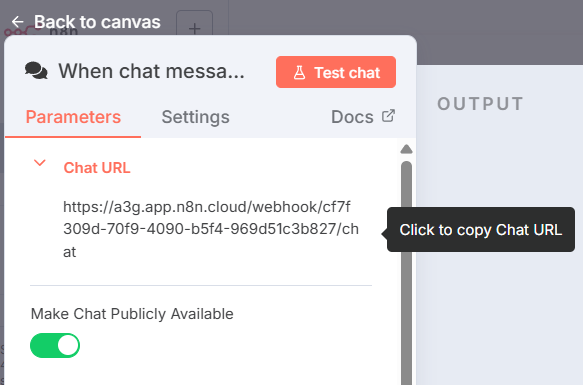 ← Back to canvas
n8n
+
When chat messa...
Test chat
OUTPUT
Parameters
Settings
Docs
Chat URL
https://a3g.app.n8n.cloud/webhook/cf7f
309d-70f9-4090-b5f4-969d51c3b827/ch
at
Click to copy Chat URL
Make Chat Publicly Available